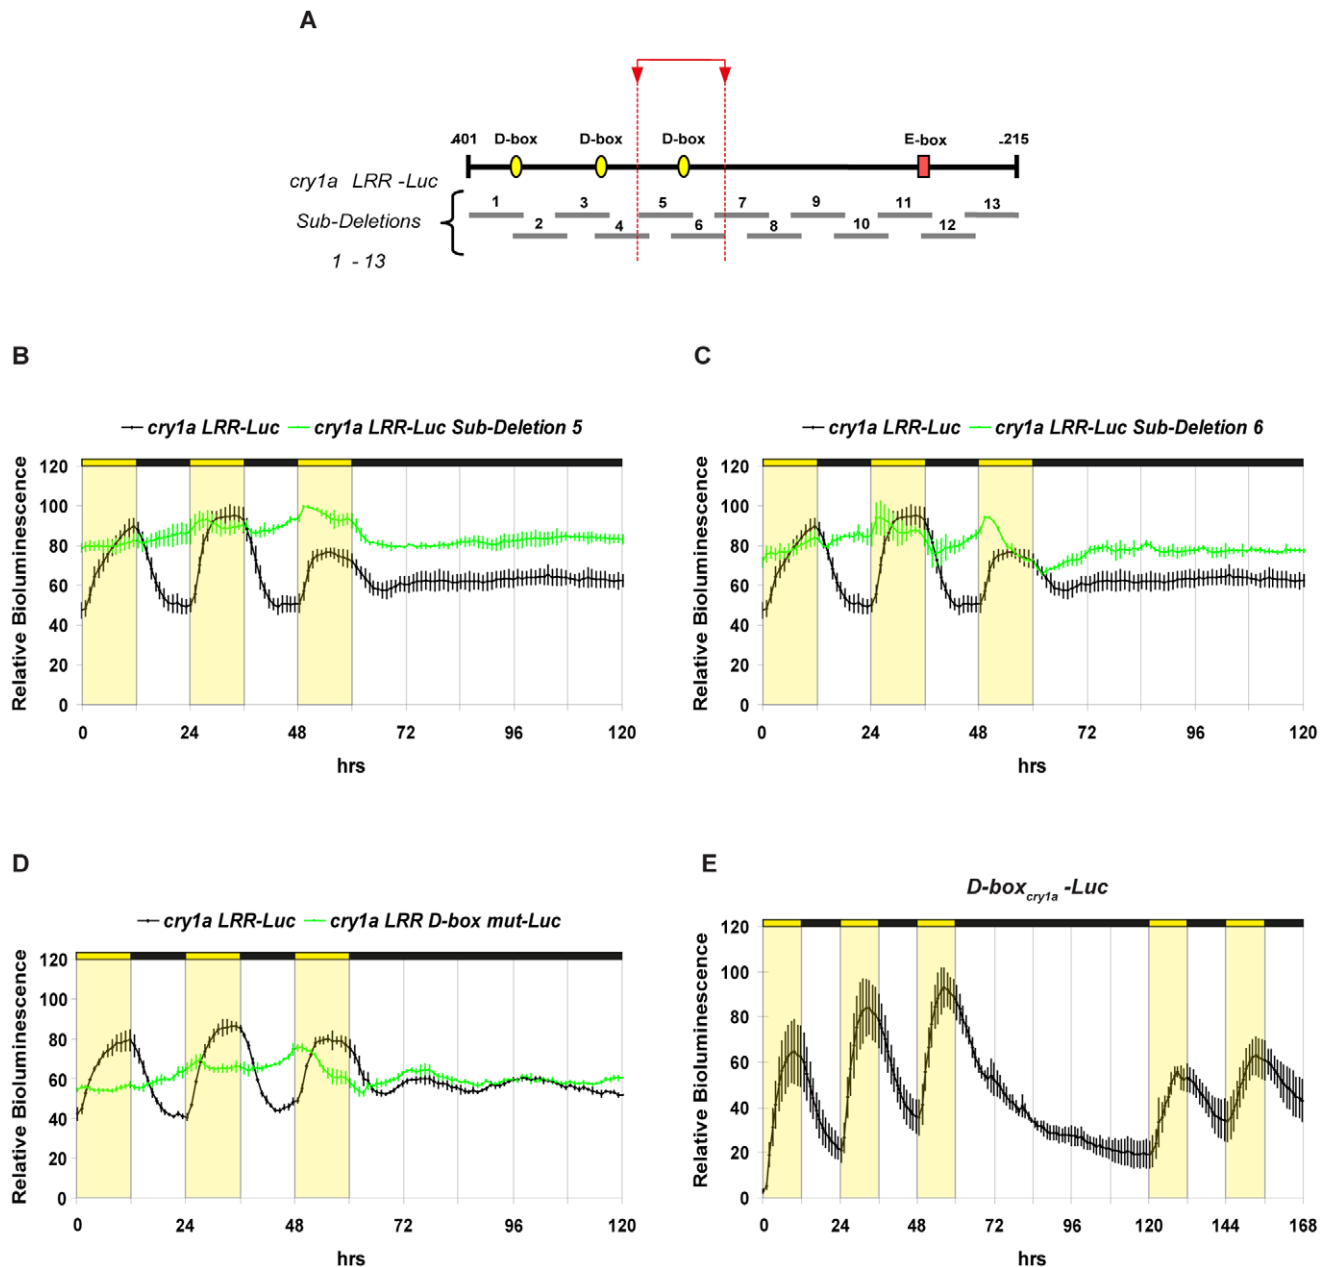 A
-401 D-box D-box D-box E-box -215
cry1a LRR -Luc
1 3 5 7 9 11 13
Sub-Deletions
2 4 6 8 10 12
1 - 13
B
cry1a LRR-Luc cry1a LRR-Luc Sub-Deletion 5
Relative Bioluminescence
120
100
80
60
40
20
0
0 24 48 72 96 120
hrs
C
cry1a LRR-Luc cry1a LRR-Luc Sub-Deletion 6
Relative Bioluminescence
120
100
80
60
40
20
0
0 24 48 72 96 120
hrs
D
cry1a LRR-Luc cry1a LRR D-box mut-Luc
Relative Bioluminescence
120
100
80
60
40
20
0
0 24 48 72 96 120
hrs
E
D-box cry1a -Luc
Relative Bioluminescence
120
100
80
60
40
20
0
0 24 48 72 96 120 144 168
hrs